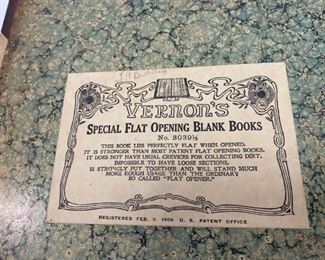 VERNON'S
SPECIAL FLAT OPENING BLANK BOOKS
No. 3039½
THIS BOOK LIES PERFECTLY FLAT WHEN OPENED.
IT IS STRONGER THAN MOST PATENT FLAT OPENING BOOKS.
IT DOES NOT HAVE USUAL CREVICES FOR COLLECTING DIRT.
IMPOSSIBLE TO HAVE LOOSE SECTIONS.
IS STRONGLY PUT TOGETHER AND WILL STAND MUCH
MORE ROUGH USAGE THAN THE ORDINARY
SO CALLED "FLAT OPENER."
REGISTERED FEB. 2, 1909 U. S. PATENT OFFICE